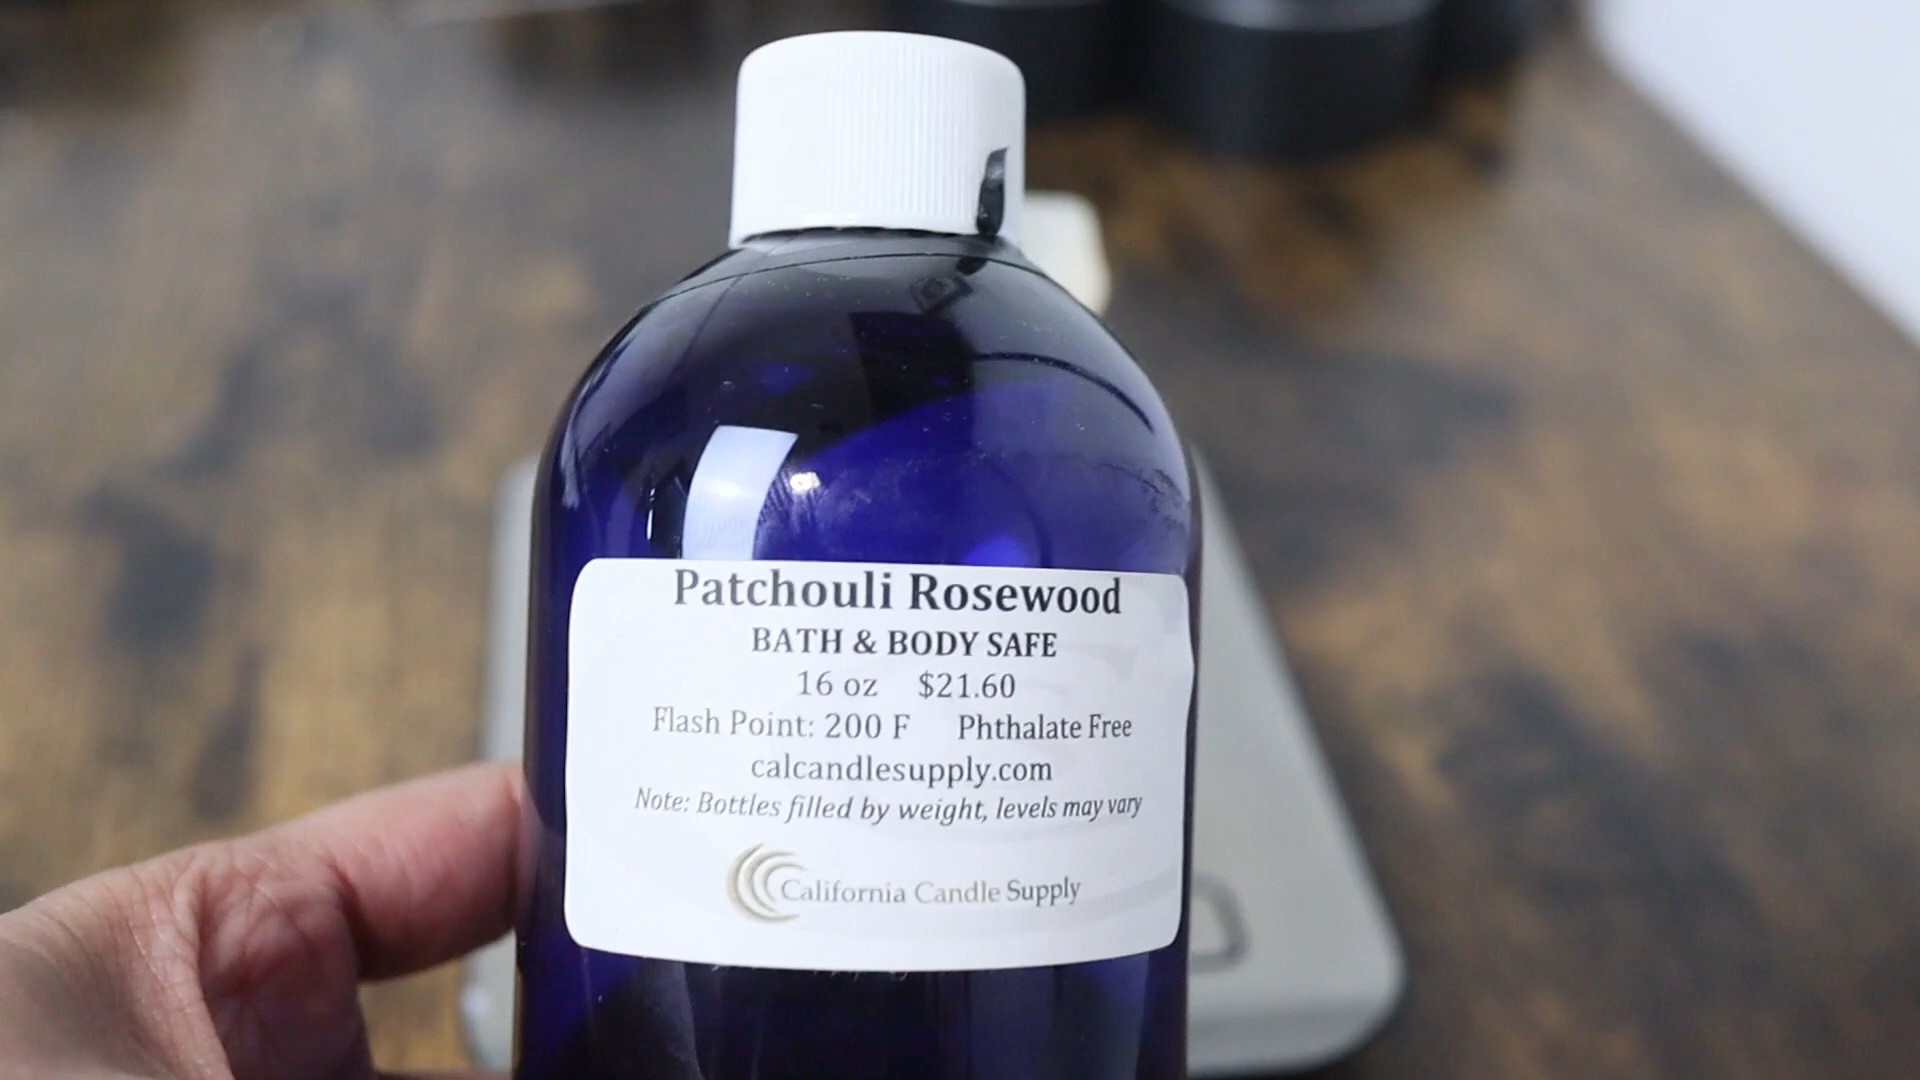 Patchouli Rosewood
BATH & BODY SAFE
16 oz $21.60
Flash Point: 200 F Phthalate Free
calcandlesupply.com
Note: Bottles filled by weight, levels may vary
California Candle Supply